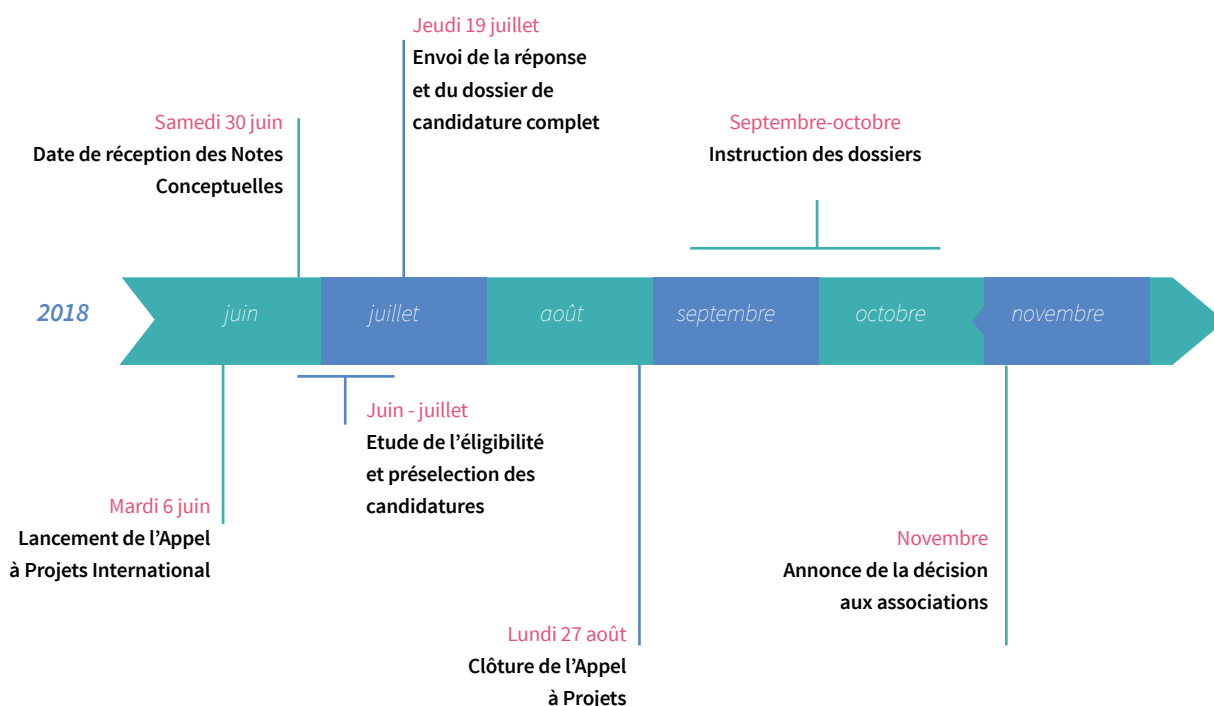 Jeudi 19 juillet
Envoi de la réponse
et du dossier de
candidature complet
Samedi 30 juin
Date de réception des Notes
Conceptuelles
Septembre-octobre
Instruction des dossiers
2018
juin
juillet
août
septembre
octobre
novembre
Juin - juillet
Etude de l’éligibilité
et préselection des
candidatures
Mardi 6 juin
Lancement de l’Appel
à Projets International
Novembre
Annonce de la décision
aux associations
Lundi 27 août
Clôture de l’Appel
à Projets